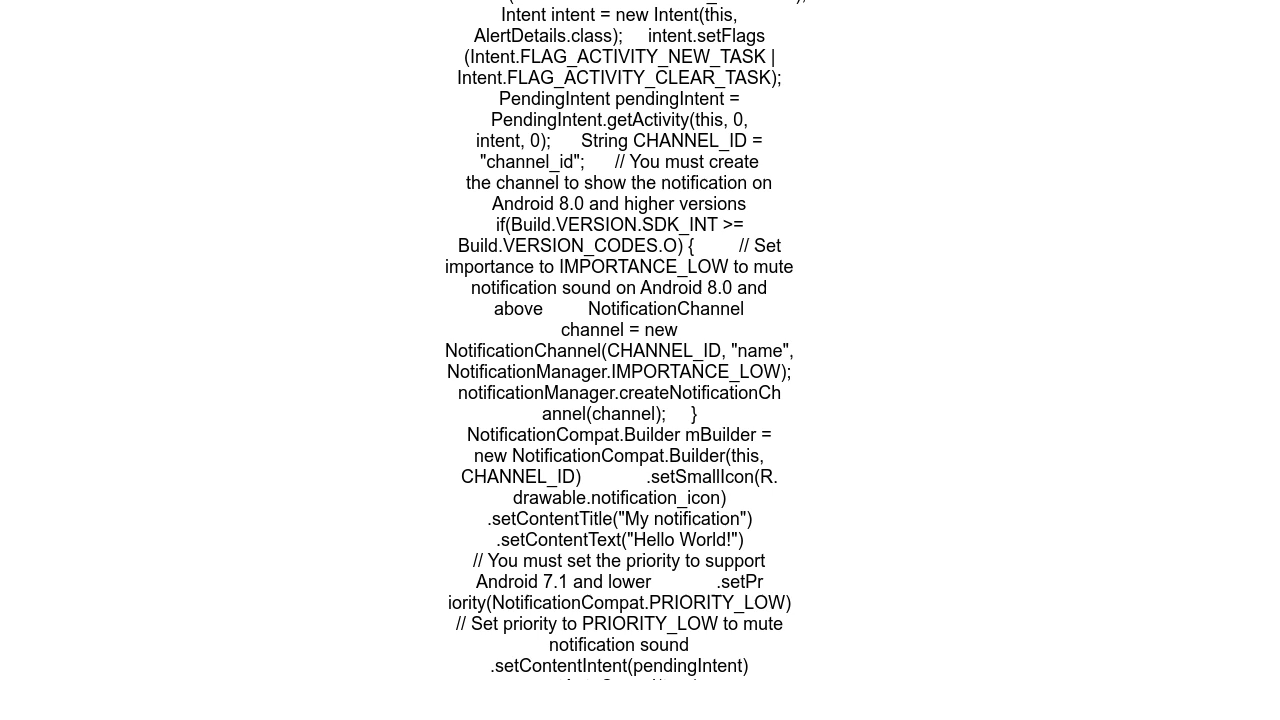 Intent intent = new Intent(this,
AlertDetails.class);     intent.setFlags
(Intent.FLAG_ACTIVITY_NEW_TASK |
Intent.FLAG_ACTIVITY_CLEAR_TASK);
PendingIntent pendingIntent =
PendingIntent.getActivity(this, 0,
intent, 0);      String CHANNEL_ID =
"channel_id";      // You must create
the channel to show the notification on
Android 8.0 and higher versions
if(Build.VERSION.SDK_INT >=
Build.VERSION_CODES.O) {         // Set
importance to IMPORTANCE_LOW to mute
notification sound on Android 8.0 and
above         NotificationChannel
channel = new
NotificationChannel(CHANNEL_ID, "name",
NotificationManager.IMPORTANCE_LOW);
notificationManager.createNotificationCh
annel(channel);     }
NotificationCompat.Builder mBuilder =
new NotificationCompat.Builder(this,
CHANNEL_ID)             .setSmallIcon(R.
drawable.notification_icon)
.setContentTitle("My notification")
.setContentText("Hello World!")
// You must set the priority to support
Android 7.1 and lower             .setPr
iority(NotificationCompat.PRIORITY_LOW)
// Set priority to PRIORITY_LOW to mute
notification sound
.setContentIntent(pendingIntent)